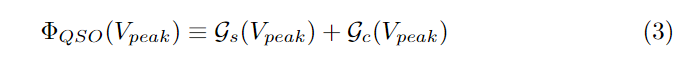 Φ_{QSO}(V_{peak}) ≡ 𝒢_s(V_{peak}) + 𝒢_c(V_{peak}) (3)